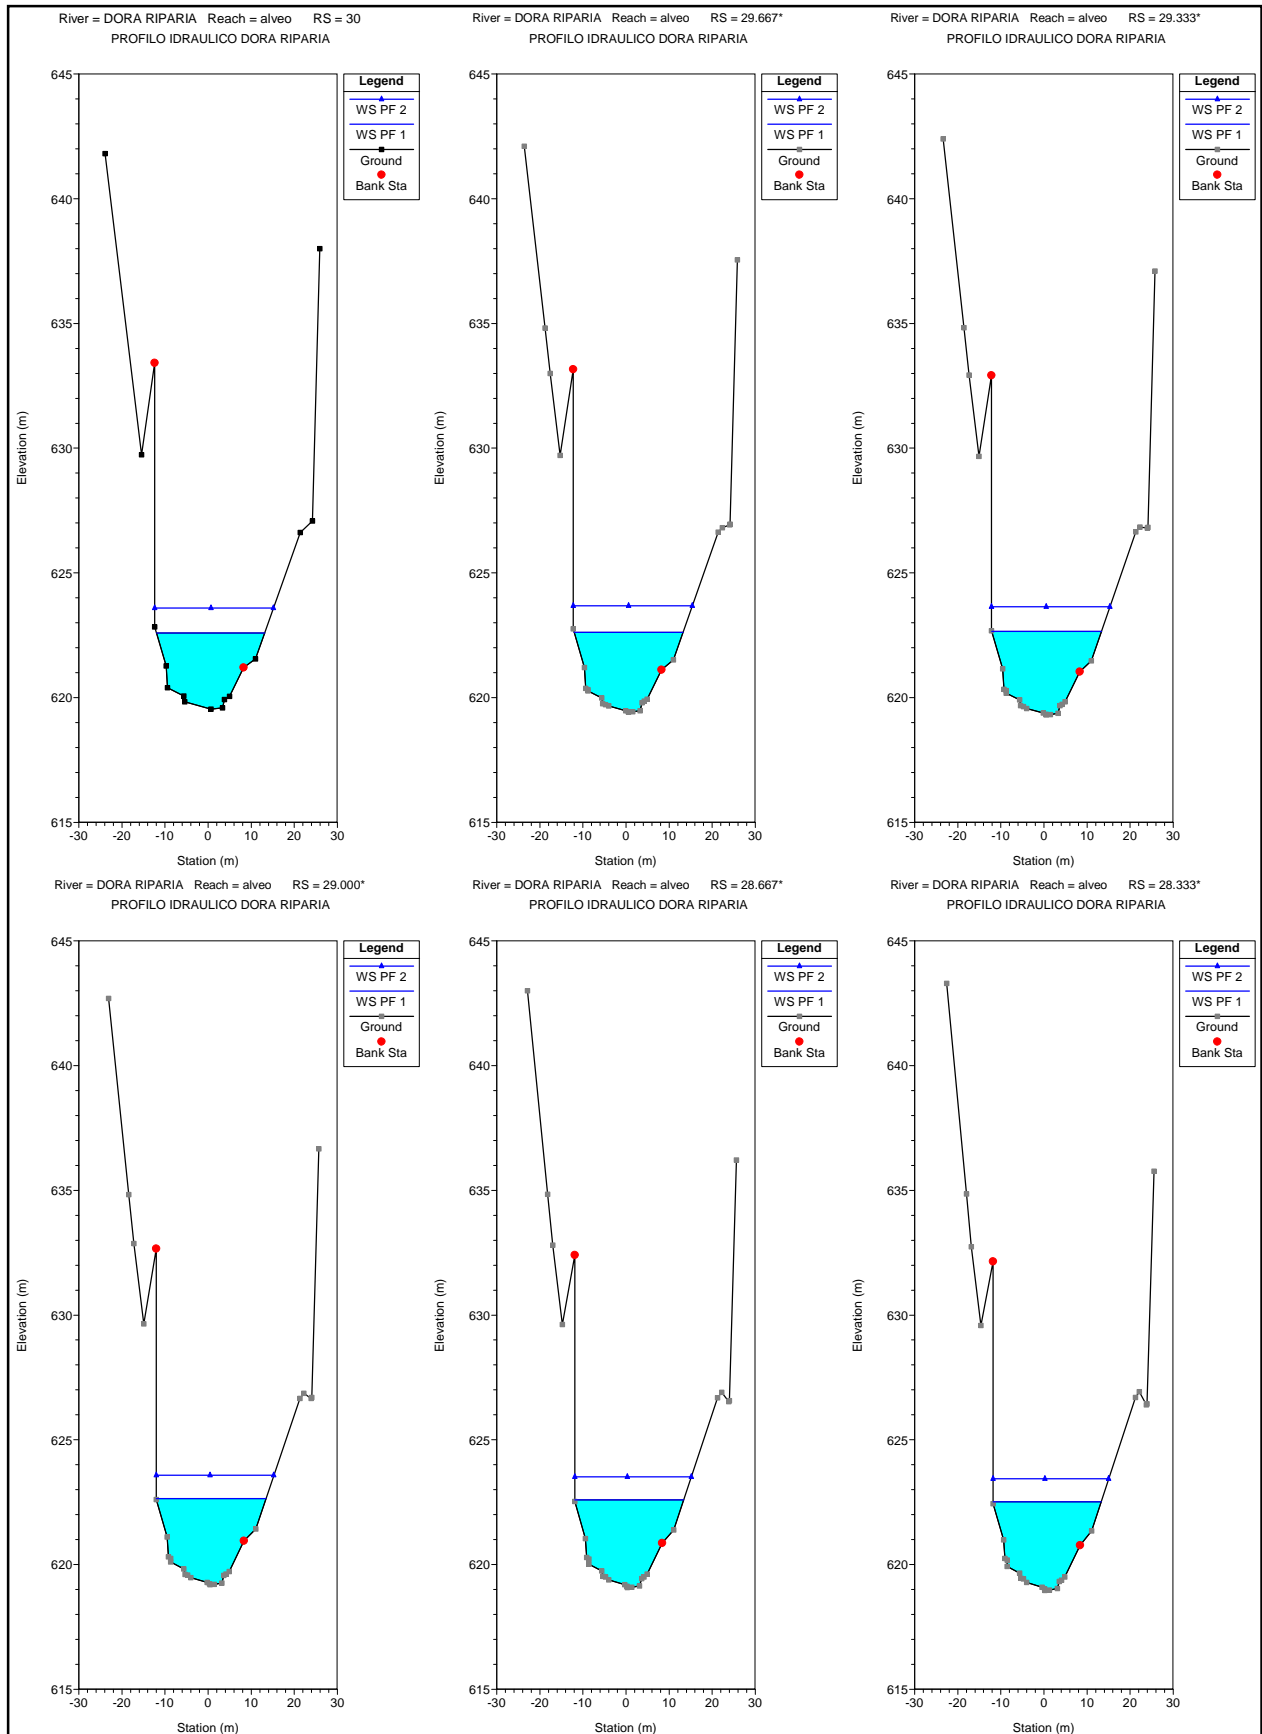 River = DORA RIPARIA Reach = alveo RS = 30
PROFILO IDRAULICO DORA RIPARIA
645
640
635
630
625
620
615
-30 -20 -10 0 10 20 30
Elevation (m)
Station (m)
Legend
WS PF 2
WS PF 1
Ground
Bank Sta
River = DORA RIPARIA Reach = alveo RS = 29.667*
PROFILO IDRAULICO DORA RIPARIA
645
640
635
630
625
620
615
-30 -20 -10 0 10 20 30
Elevation (m)
Station (m)
Legend
WS PF 2
WS PF 1
Ground
Bank Sta
River = DORA RIPARIA Reach = alveo RS = 29.333*
PROFILO IDRAULICO DORA RIPARIA
645
640
635
630
625
620
615
-30 -20 -10 0 10 20 30
Elevation (m)
Station (m)
Legend
WS PF 2
WS PF 1
Ground
Bank Sta
River = DORA RIPARIA Reach = alveo RS = 29.000*
PROFILO IDRAULICO DORA RIPARIA
645
640
635
630
625
620
615
-30 -20 -10 0 10 20 30
Elevation (m)
Station (m)
Legend
WS PF 2
WS PF 1
Ground
Bank Sta
River = DORA RIPARIA Reach = alveo RS = 28.667*
PROFILO IDRAULICO DORA RIPARIA
645
640
635
630
625
620
615
-30 -20 -10 0 10 20 30
Elevation (m)
Station (m)
Legend
WS PF 2
WS PF 1
Ground
Bank Sta
River = DORA RIPARIA Reach = alveo RS = 28.333*
PROFILO IDRAULICO DORA RIPARIA
645
640
635
630
625
620
615
-30 -20 -10 0 10 20 30
Elevation (m)
Station (m)
Legend
WS PF 2
WS PF 1
Ground
Bank Sta